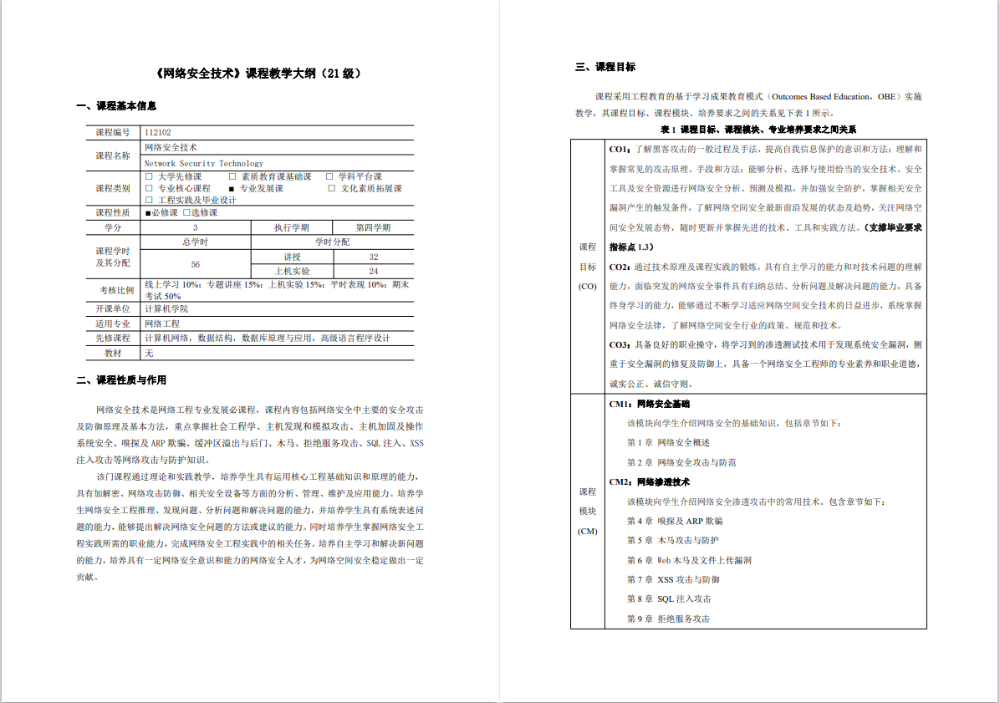 《网络安全技术》课程教学大纲（21 级）
一、课程基本信息
课程编号 112102
课程名称 网络安全技术
Network Security Technology
课程类别 □ 大学先修课 □ 素质教育课基础课 □ 学科平台课
□ 专业核心课程 ■ 专业发展课 □ 文化素质拓展课
□ 工程实践及毕业设计
课程性质 ■必修课 □选修课
学分 3 执行学期 第四学期
课程学时及其分配 总学时 学时分配
56 讲授 32
上机实验 24
考核比例 线上学习 10%；专题讲座 15%；上机实验 15%；平时表现 10%；期末
考试 50%
开课单位 计算机学院
适用专业 网络工程
先修课程 计算机网络，数据结构，数据库原理与应用，高级语言程序设计
教材 无
二、课程性质与作用
网络安全技术是网络工程专业发展必课程，课程内容包括网络安全中主要的安全攻击
及防御原理及基本方法，重点掌握社会工程学、主机发现和模拟攻击、主机加固及操作
系统安全、嗅探及 ARP 欺骗、缓冲区溢出与后门、木马、拒绝服务攻击、SQL 注入、XSS
注入攻击等网络攻击与防护知识。
该门课程通过理论和实践教学，培养学生具有运用核心工程基础知识和原理的能力，
具有加解密、网络攻击防御、相关安全设备等方面的分析、管理、维护及应用能力。培养学
生网络安全工程推理、发现问题、分析问题和解决问题的能力，并培养学生具有系统表述问
题的能力，能够提出解决网络安全问题的方法或建议的能力。同时培养学生掌握网络安全工
程实践所需的职业能力，完成网络安全工程实践中的相关任务。培养自主学习和解决新问题
的能力，培养具有一定网络安全意识和能力的网络安全人才，为网络空间安全稳定做出一定
贡献。
三、课程目标
课程采用工程教育的基于学习成果教育模式（Outcomes Based Education，OBE）实施
教学，其课程目标、课程模块、培养要求之间的关系见下表 1 所示。
表 1 课程目标、课程模块、专业培养要求之间关系
课程
目标
(CO)
CO1：了解黑客攻击的一般过程及手法，提高自我信息保护的意识和方法；理解和
掌握常见的攻击原理、手段和方法；能够分析、选择与使用恰当的安全技术、安全
工具及安全资源进行网络安全分析、预测及模拟，并加强安全防护，掌握相关安全
漏洞产生的触发条件，了解网络空间安全最新前沿发展的状态及趋势，关注网络空
间安全发展态势，随时更新并掌握先进的技术、工具和实践方法。（支撑毕业要求
指标点 1.3）
CO2：通过技术原理及课程实践的锻炼，具有自主学习的能力和对技术问题的理解
能力，面临突发的网络安全事件具有归纳总结、分析问题及解决问题的能力，具备
终身学习的能力，能够通过不断学习适应网络安全技术的日益进步，系统掌握
网络安全法律，了解网络空间安全行业的政策、规范和技术。
CO3：具备良好的职业操守，将学习到的渗透测试技术用于发现系统安全漏洞，侧
重于安全漏洞的修复及防御上，具备一个网络安全工程师的专业素养和职业道德，
诚实公正、诚信守则。
课程
模块
(CM)
CM1：网络安全基础
该模块向学生介绍网络安全的基础知识，包括章节如下：
第 1 章 网络安全概述
第 2 章 网络安全攻击与防范
CM2：网络渗透技术
该模块向学生介绍网络安全渗透攻击中的常用技术。包含章节如下：
第 4 章 嗅探及 ARP 欺骗
第 5 章 木马攻击与防护
第 6 章 Web 木马及文件上传漏洞
第 7 章 XSS 攻击与防御
第 8 章 SQL 注入攻击
第 9 章 拒绝服务攻击